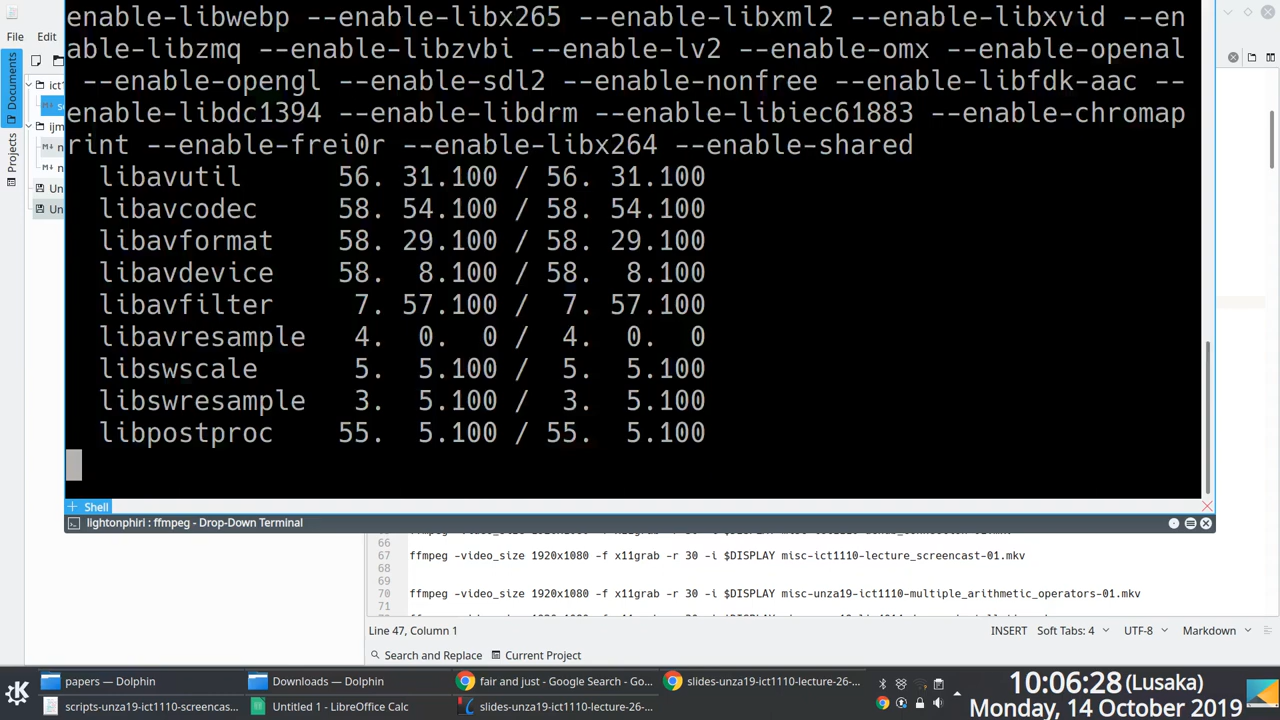 enable-libwebp --enable-libx265 --enable-libxml2 --enable-libxvid --en
able-libzmq --enable-libzvbi --enable-lv2 --enable-omx --enable-openal
--enable-opengl --enable-sdl2 --enable-nonfree --enable-libfdk-aac --
enable-libdc1394 --enable-libdrm --enable-libiec61883 --enable-chromap
rint --enable-frei0r --enable-libx264 --enable-shared
libavutil 56. 31.100 / 56. 31.100
libavcodec 58. 54.100 / 58. 54.100
libavformat 58. 29.100 / 58. 29.100
libavdevice 58. 8.100 / 58. 8.100
libavfilter 7. 57.100 / 7. 57.100
libavresample 4. 0. 0 / 4. 0. 0
libswscale 5. 5.100 / 5. 5.100
libswresample 3. 5.100 / 3. 5.100
libpostproc 55. 5.100 / 55. 5.100
Shell
lightonphiri : ffmpeg - Drop-Down Terminal
File Edit
Documents
Projects
ict1
ijm
Un
Un
66
67 ffmpeg -video_size 1920x1080 -f x11grab -r 30 -i $DISPLAY misc-ict1110-lecture_screencast-01.mkv
68
69
70 ffmpeg -video_size 1920x1080 -f x11grab -r 30 -i $DISPLAY misc-unza19-ict1110-multiple_arithmetic_operators-01.mkv
71
Line 47, Column 1 INSERT Soft Tabs: 4 UTF-8 Markdown
Search and Replace Current Project
papers — Dolphin Downloads — Dolphin fair and just - Google Search - Go... slides-unza19-ict1110-lecture-26-...
scripts-unza19-ict1110-screencas... Untitled 1 - LibreOffice Calc slides-unza19-ict1110-lecture-26-...
10:06:28 (Lusaka)
Monday, 14 October 2019